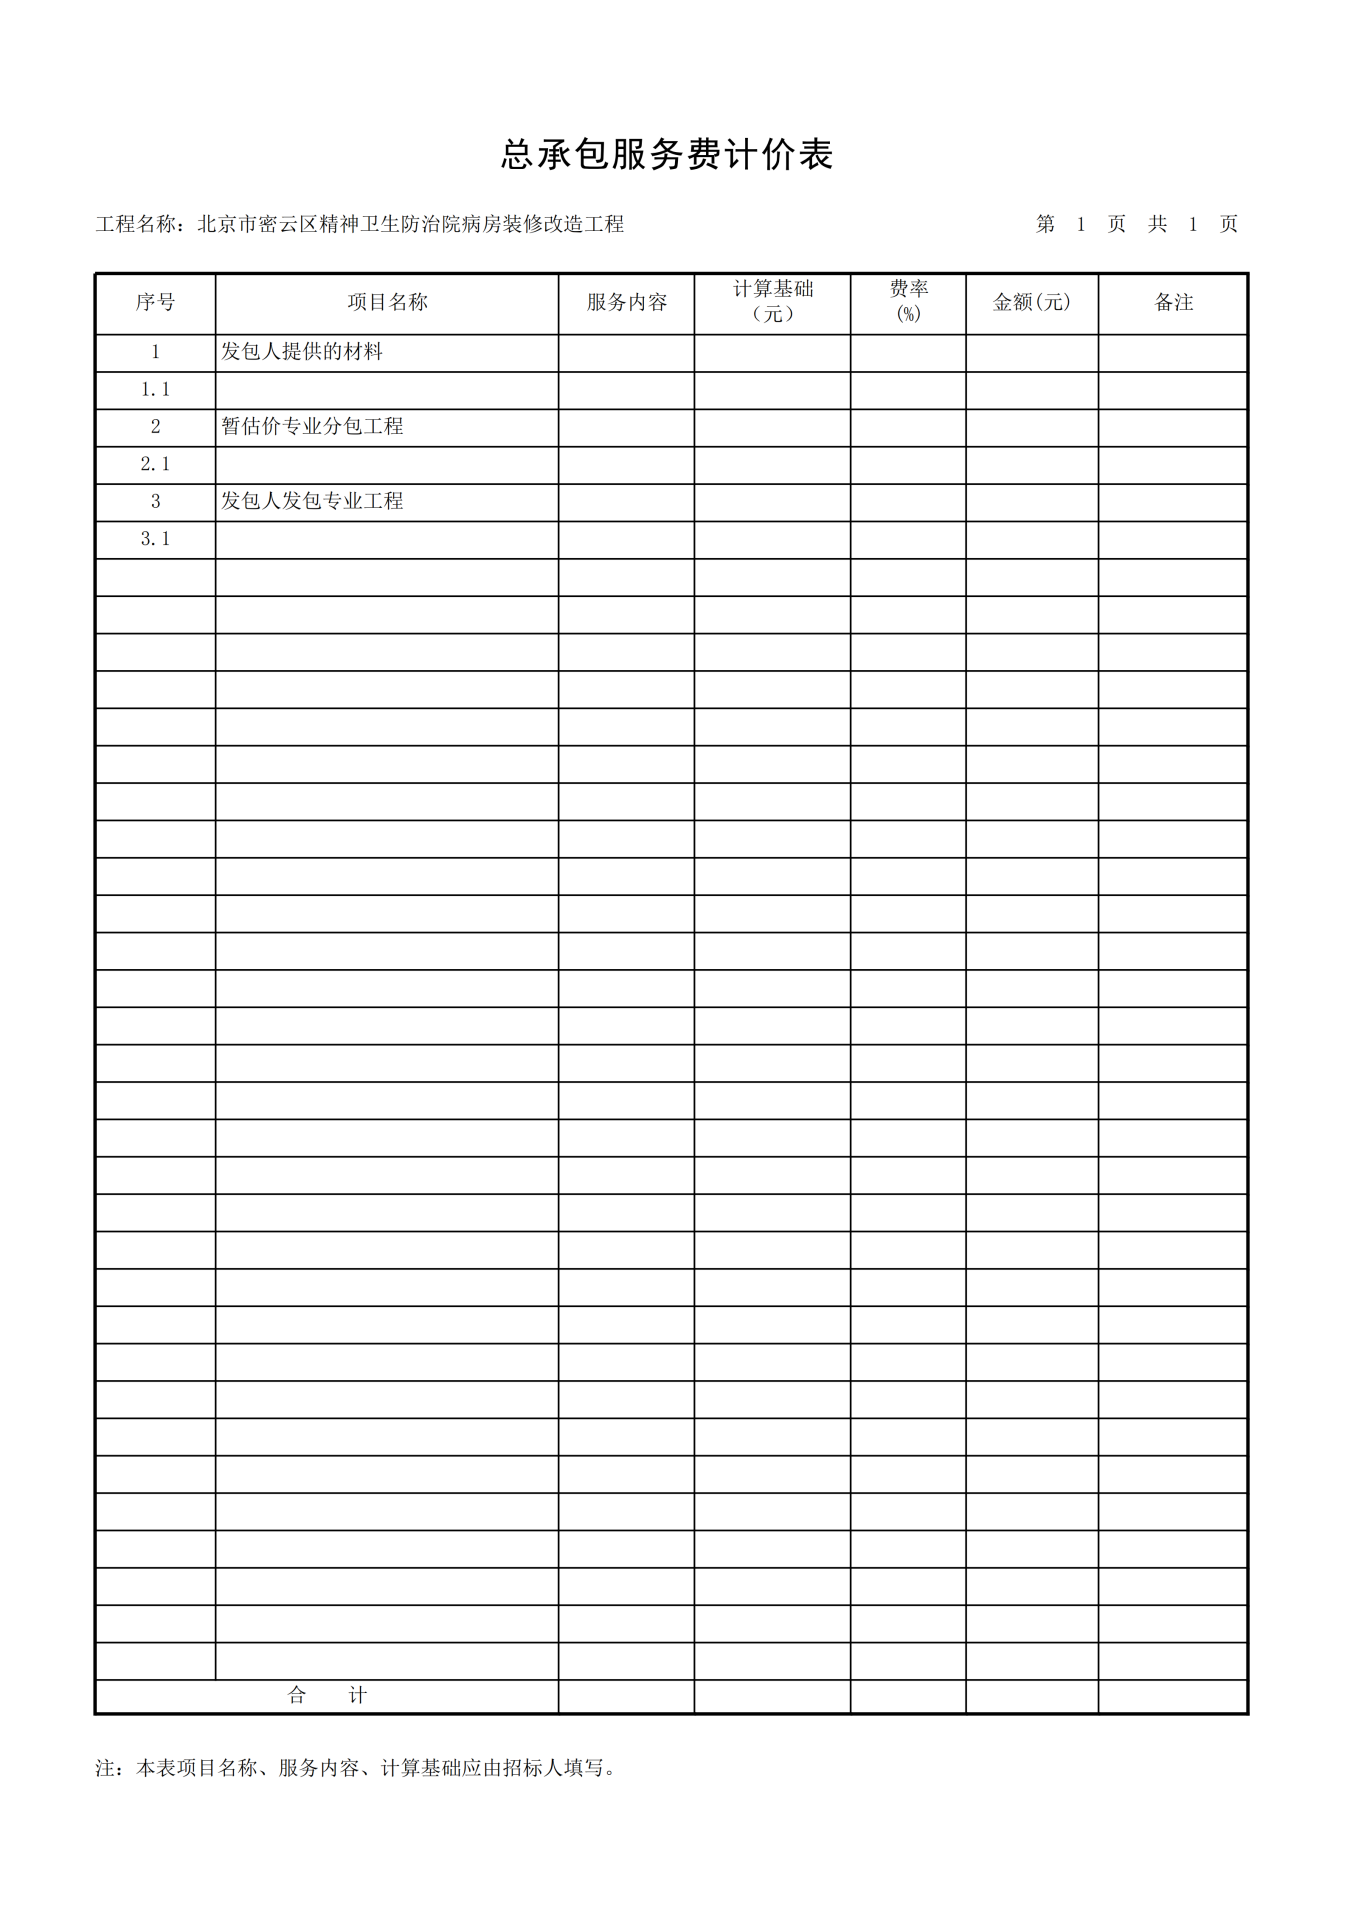 总承包服务费计价表
工程名称：北京市密云区精神卫生防治院病房装修改造工程 第 1 页 共 1 页
序号 项目名称 服务内容 计算基础（元） 费率(%) 金额(元) 备注
1 发包人提供的材料
1.1
2 暂估价专业分包工程
2.1
3 发包人发包专业工程
3.1
合 计
注：本表项目名称、服务内容、计算基础应由招标人填写。